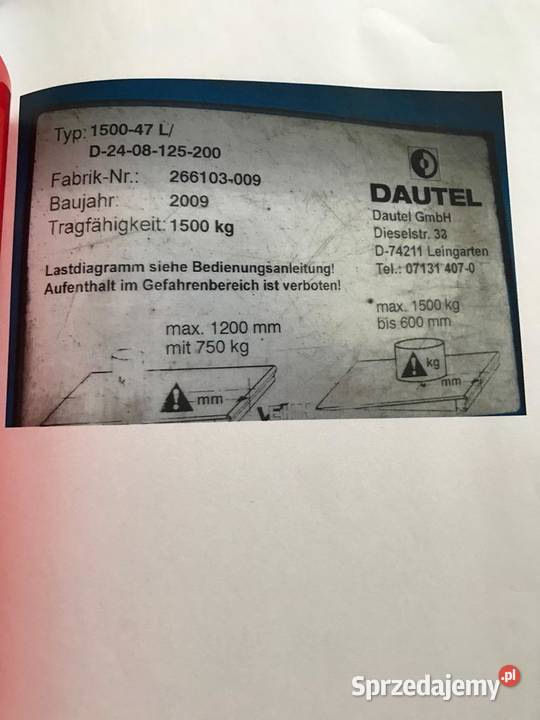 Typ: 1500-47 L/
D-24-08-125-200
Fabrik-Nr.: 266103-009
Baujahr: 2009
Tragfähigkeit: 1500 kg
DAUTEL
Dautel GmbH
Dieselstr. 33
D-74211 Leingarten
Tel.: 07131 407-0
Lastdiagramm siehe Bedienungsanleitung!
Aufenthalt im Gefahrenbereich ist verboten!
max. 1200 mm
mit 750 kg
max. 1500 kg
bis 600 mm
mm
kg
mm
Sprzedajemy.pl